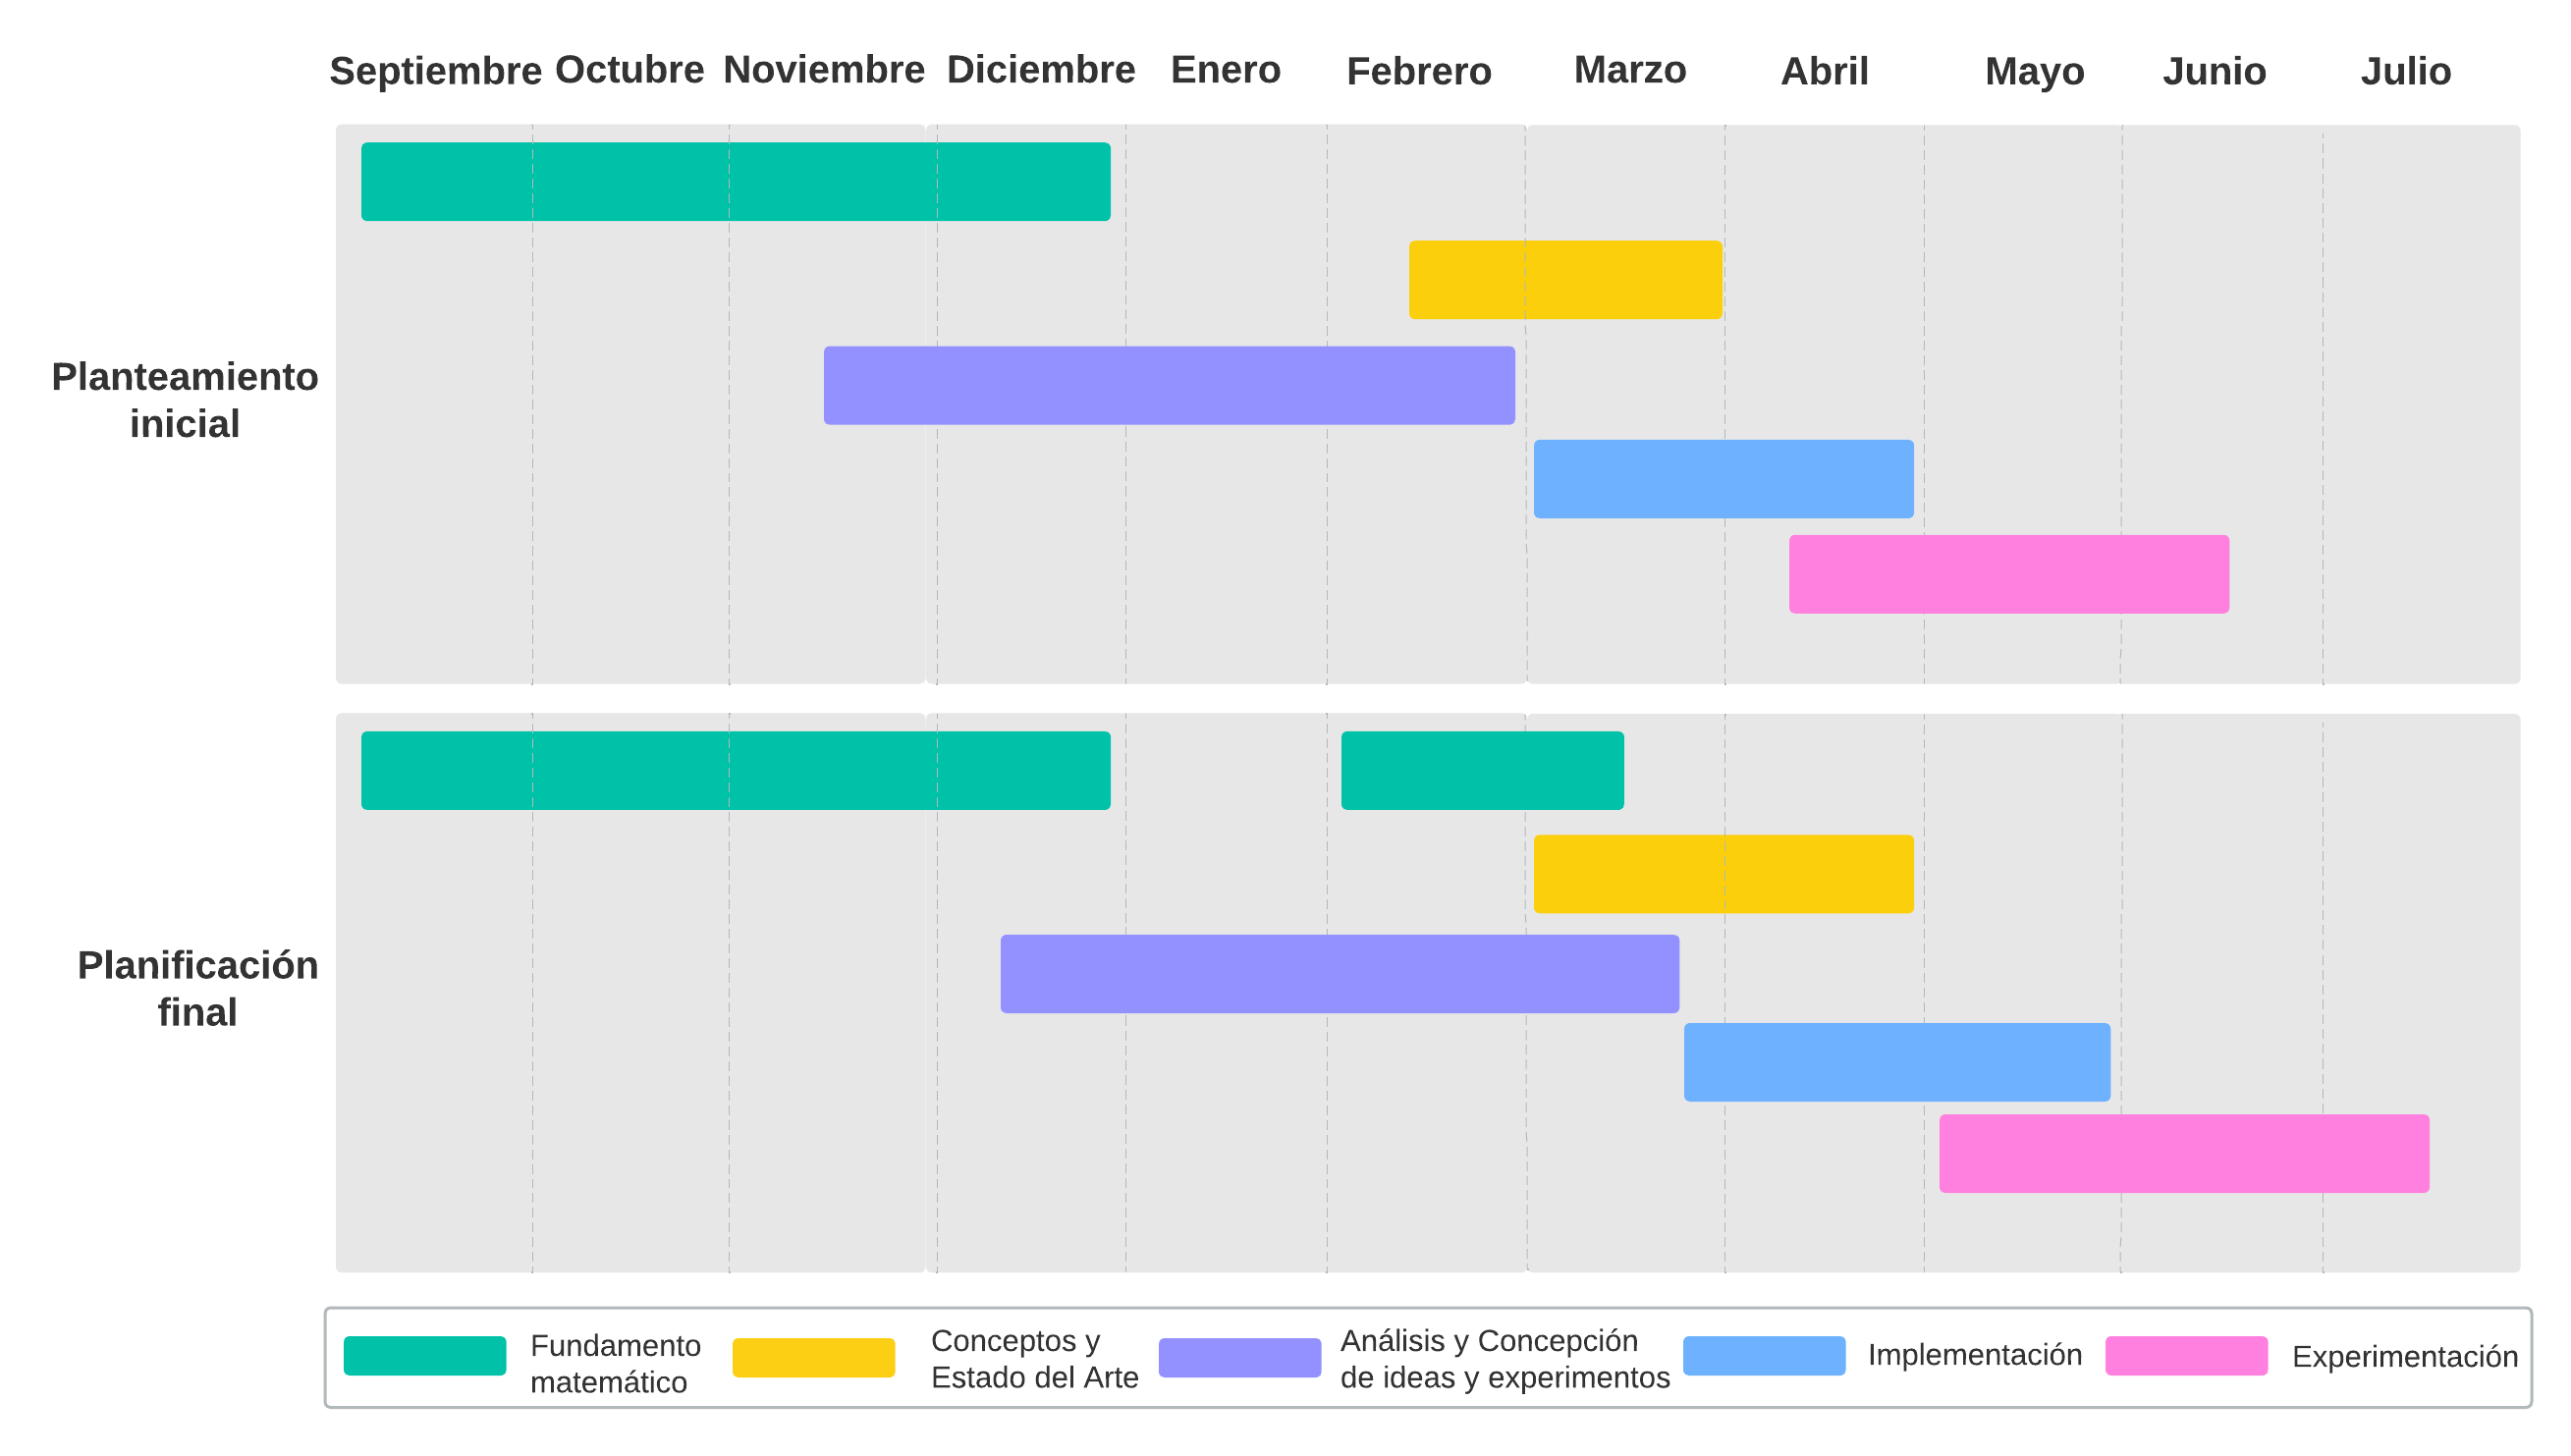 Septiembre Octubre Noviembre Diciembre Enero Febrero Marzo Abril Mayo Junio Julio
Planteamiento
inicial
Planificación
final
Fundamento
matemático
Conceptos y
Estado del Arte
Análisis y Concepción
de ideas y experimentos
Implementación
Experimentación